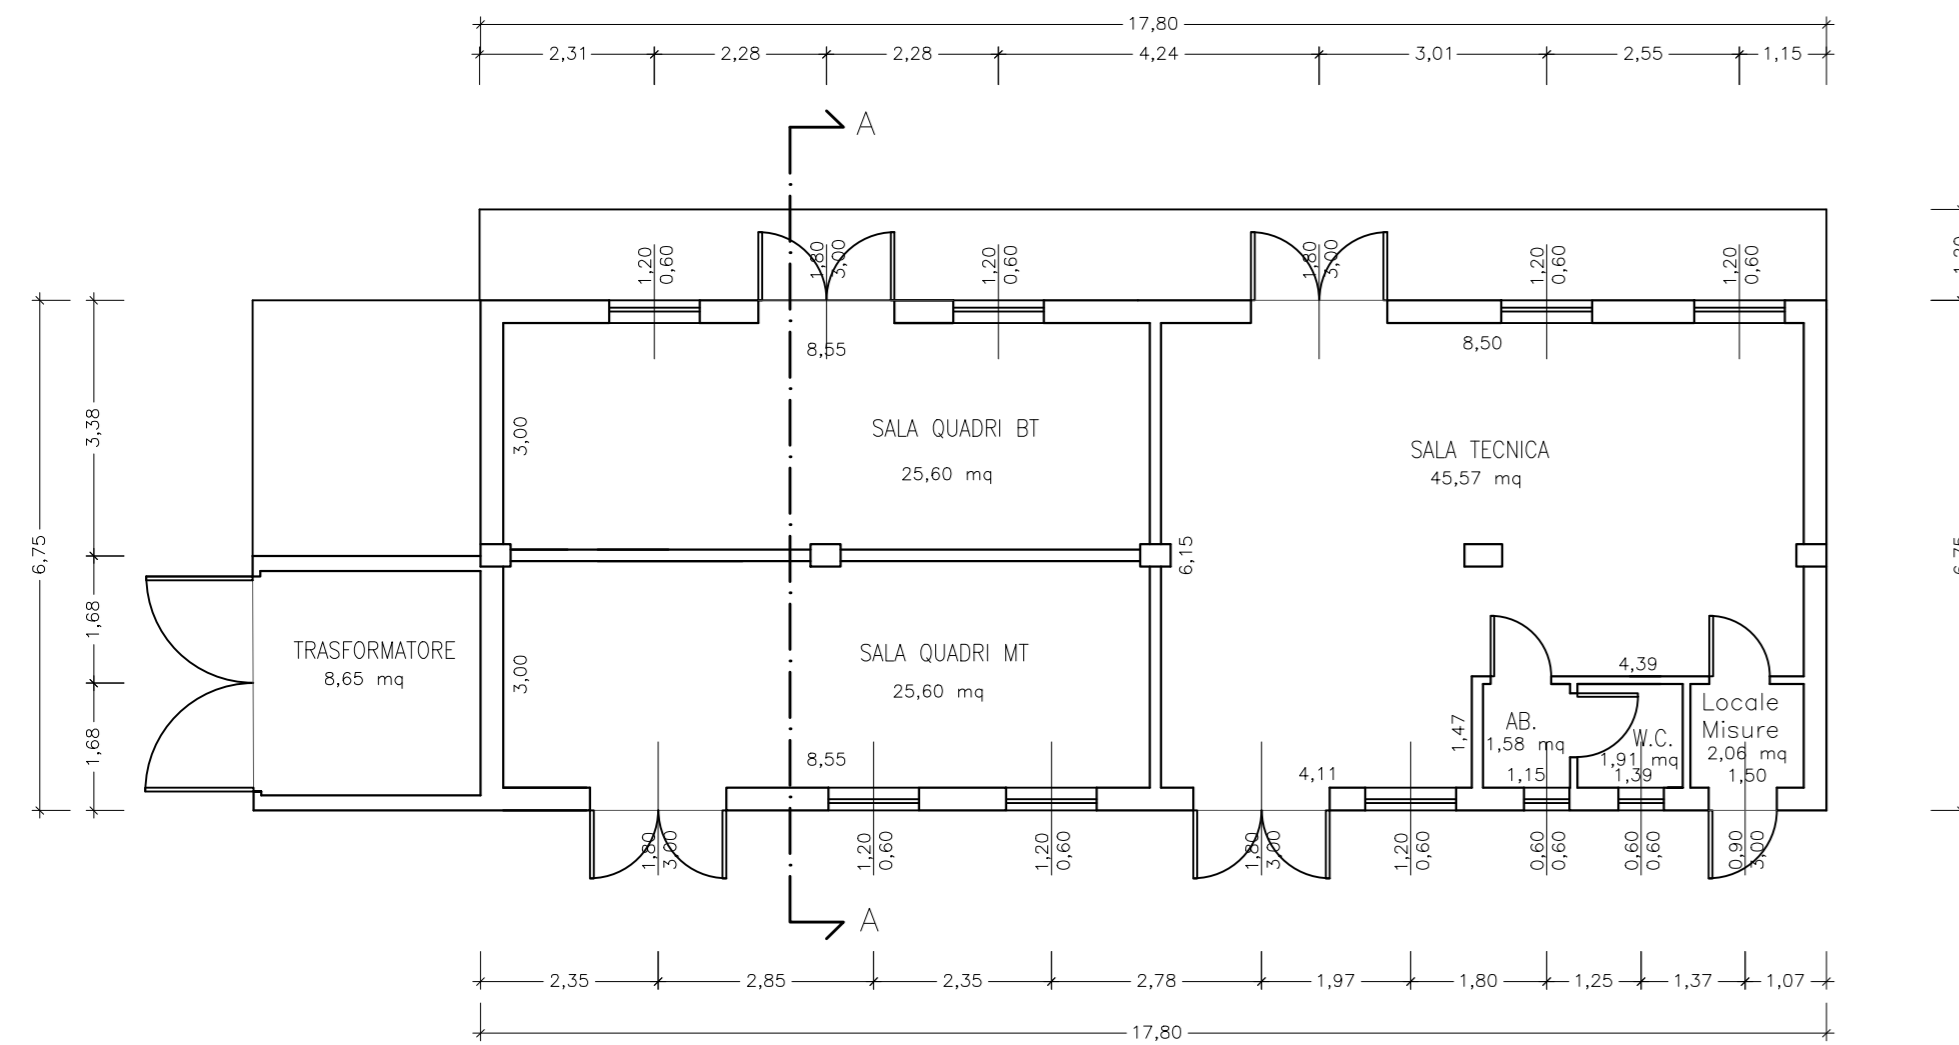 17,80
2,31 2,28 2,28 4,24 3,01 2,55 1,15
A
1,20
0,60
1,80
3,00
1,20
0,60
1,80
3,00
1,20
0,60
1,20
0,60
1,20
8,55
8,50
3,00
3,38
6,75
SALA QUADRI BT
25,60 mq
SALA TECNICA
45,57 mq
6,15
6,75
1,68
TRASFORMATORE
8,65 mq
3,00
SALA QUADRI MT
25,60 mq
4,39
1,68
1,47
AB.
1,58 mq
1,15
W.C.
1,91 mq
1,39
Locale
Misure
2,06 mq
1,50
8,55
4,11
1,80
3,00
1,20
0,60
1,20
0,60
1,80
3,00
1,20
0,60
0,60
0,60
0,60
0,60
0,90
3,00
A
2,35 2,85 2,35 2,78 1,97 1,80 1,25 1,37 1,07
17,80